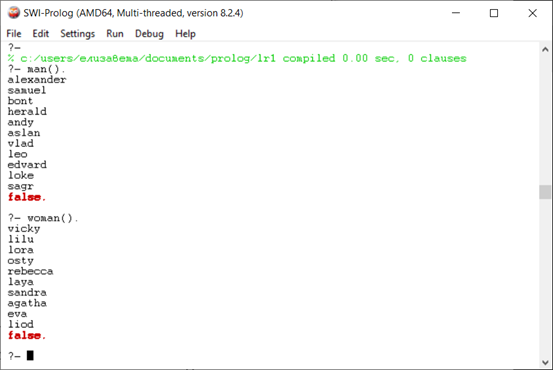 SWI-Prolog (AMD64, Multi-threaded, version 8.2.4)
File Edit Settings Run Debug Help
?-
% c:/users/елизавета/documents/prolog/lr1 compiled 0.00 sec, 0 clauses
?- man().
alexander
samuel
bont
herald
andy
aslan
vlad
leo
edvard
loke
sagr
false.
?- woman().
vicky
lilu
lora
osty
rebecca
laya
sandra
agatha
eva
liod
false.
?-